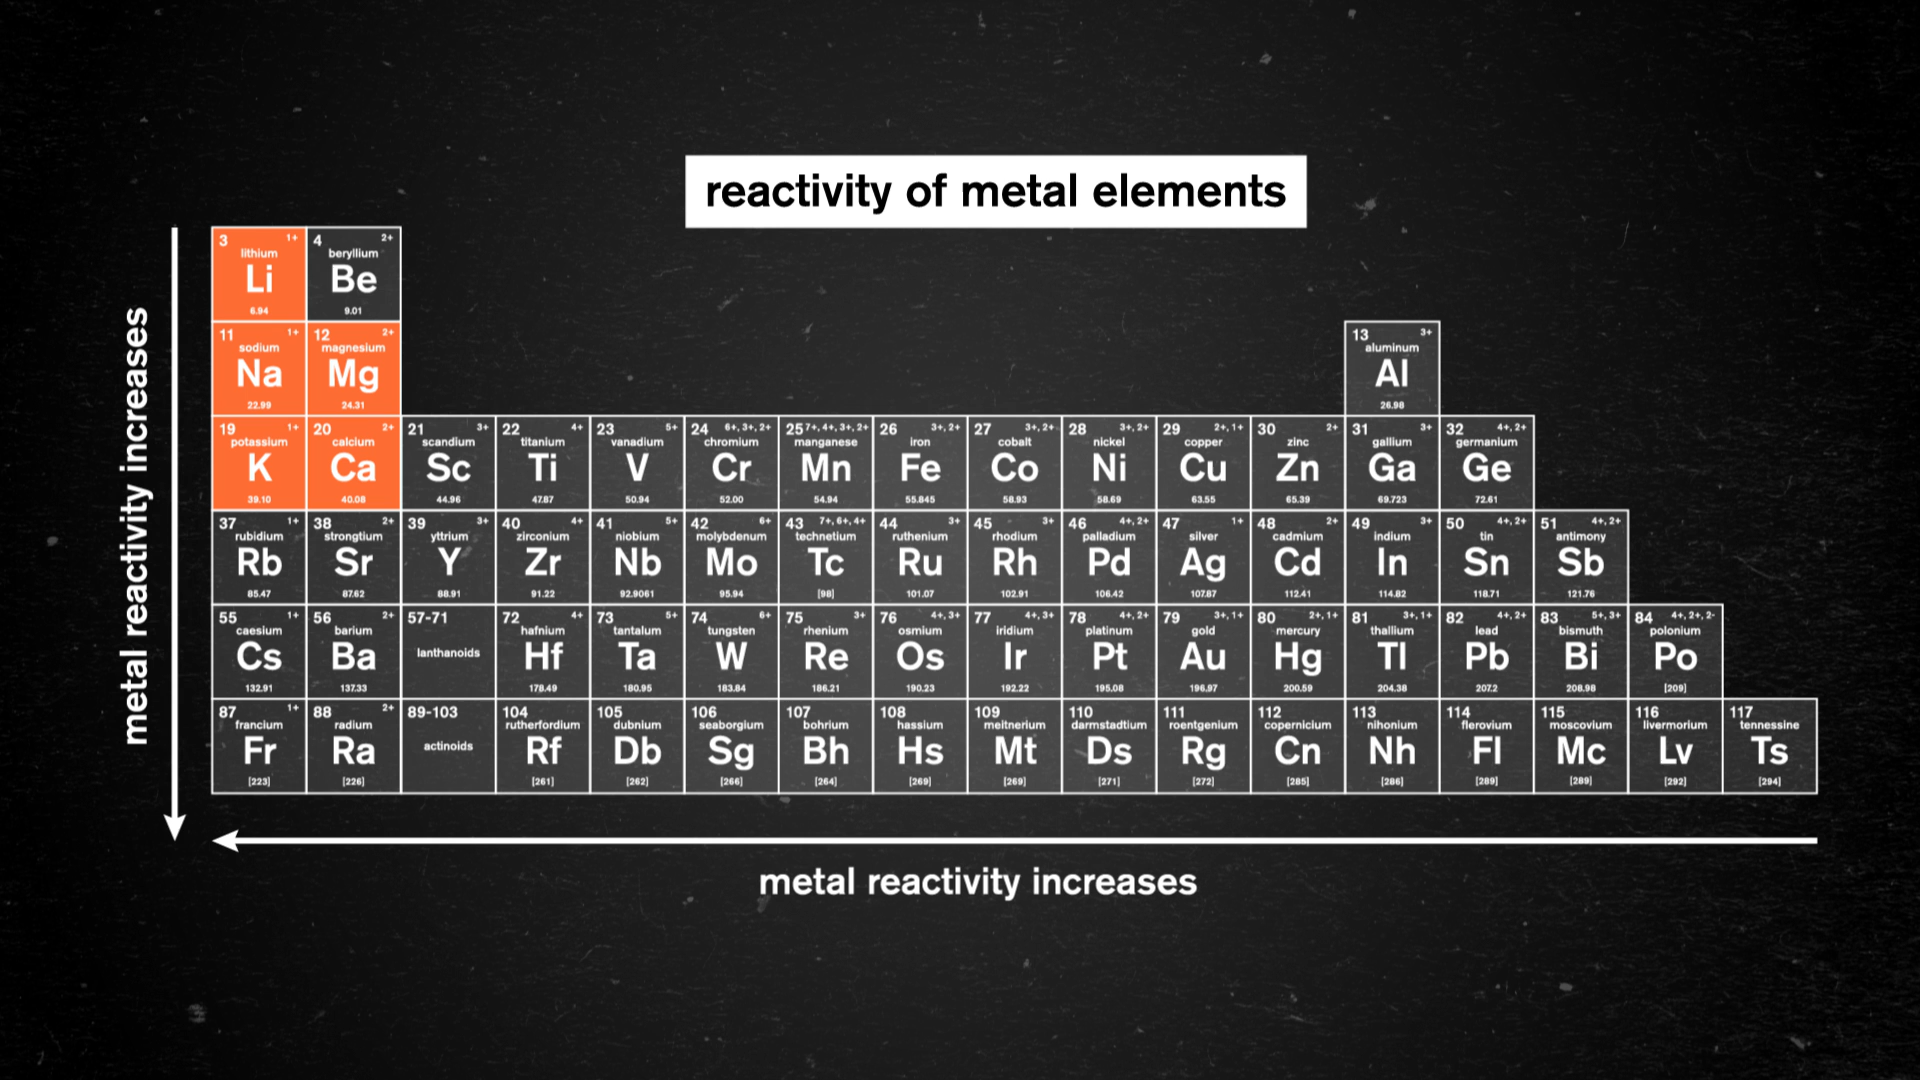 reactivity of metal elements
metal reactivity increases
3 1+ 4 2+
lithium beryllium
Li Be
6.94 9.01
11 1+ 12 2+ 13 3+
sodium magnesium aluminum
Na Mg Al
22.99 24.31 26.98
19 1+ 20 2+ 21 3+ 22 4+ 23 5+ 24 6+, 3+, 2+ 25 7+, 4+, 3+, 2+ 26 3+, 2+ 27 3+, 2+ 28 3+, 2+ 29 2+, 1+ 30 2+ 31 3+ 32 4+, 2+
potassium calcium scandium titanium vanadium chromium manganese iron cobalt nickel copper zinc gallium germanium
K Ca Sc Ti V Cr Mn Fe Co Ni Cu Zn Ga Ge
39.10 40.08 44.96 47.87 50.94 52.00 54.94 55.845 58.93 58.69 63.55 65.39 69.723 72.61
37 1+ 38 2+ 39 3+ 40 4+ 41 5+ 42 6+ 43 7+, 6+, 4+ 44 3+ 45 3+ 46 4+, 2+ 47 1+ 48 2+ 49 3+ 50 4+, 2+ 51 4+, 2+
rubidium strongtium yttrium zirconium niobium molybdenum technetium ruthenium rhodium palladium silver cadmium indium tin antimony
Rb Sr Y Zr Nb Mo Tc Ru Rh Pd Ag Cd In Sn Sb
85.47 87.62 88.91 91.22 92.9061 95.94 [98] 101.07 102.91 106.42 107.87 112.41 114.82 118.71 121.76
55 1+ 56 2+ 57-71 72 4+ 73 5+ 74 6+ 75 3+ 76 4+, 3+ 77 4+, 3+ 78 4+, 2+ 79 3+, 1+ 80 2+, 1+ 81 3+, 1+ 82 4+, 2+ 83 5+, 3+ 84 4+, 2+, 2-
caesium barium lanthanoids hafnium tantalum tungsten rhenium osmium iridium platinum gold mercury thallium lead bismuth polonium
Cs Ba Hf Ta W Re Os Ir Pt Au Hg Tl Pb Bi Po
132.91 137.33 178.49 180.95 183.84 186.21 190.23 192.22 195.08 196.97 200.59 204.38 207.2 208.98 [209]
87 1+ 88 2+ 89-103 104 105 106 107 108 109 110 111 112 113 114 115 116 117
francium radium actinoids rutherfordium dubnium seaborgium bohrium hassium meitnerium darmstadtium roentgenium copernicium nihonium flerovium moscovium livermorium tennessine
Fr Ra Rf Db Sg Bh Hs Mt Ds Rg Cn Nh Fl Mc Lv Ts
[223] [226] [261] [262] [266] [264] [269] [269] [271] [272] [285] [286] [289] [289] [292] [294]
metal reactivity increases